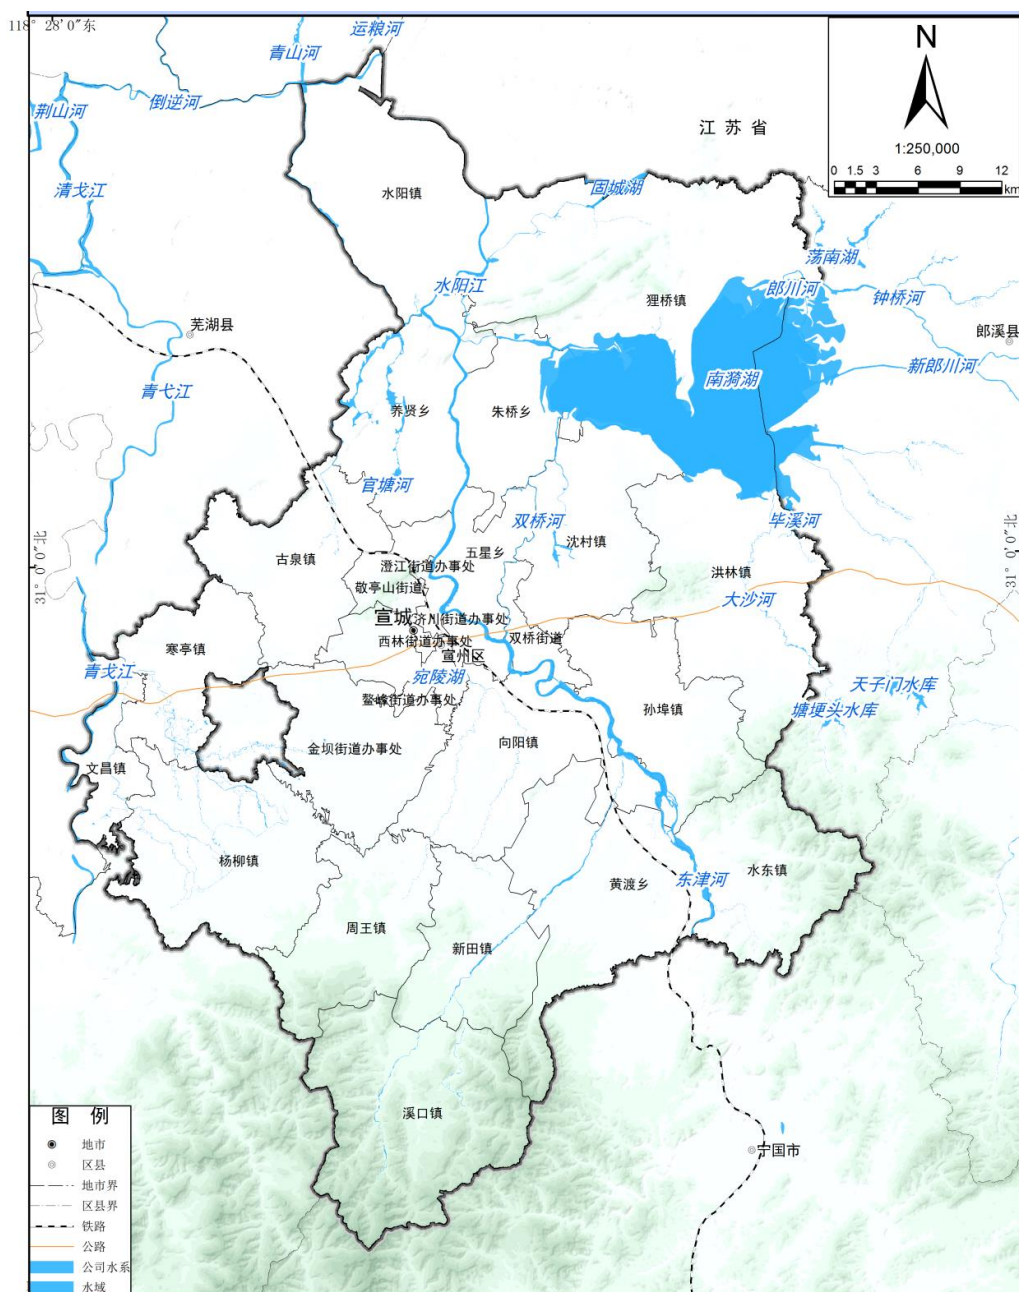 118° 28′0″东
运粮河
青山河
荆山河
倒逆河
江苏省
N
1:250,000
0 1.5 3 6 9 12
km
清弋江
水阳镇
固城湖
荡南湖
水阳江
狸桥镇
郎川河
钟桥河
芜湖县
郎溪县
青弋江
南漪湖
新郎川河
养贤乡
朱桥乡
官塘河
双桥河
毕溪河
31° 0′0″北
31° 0′0″北
古泉镇
五星乡
沈村镇
澄江街道办事处
洪林镇
敬亭山街道
大沙河
宣城
济川街道办事处
西林街道办事处
双桥街道
寒亭镇
宣州区
青弋江
宛陵湖
天子门水库
鳌峰街道办事处
孙埠镇
塘埂头水库
金坝街道办事处
向阳镇
文昌镇
杨柳镇
黄渡乡
东津河
水东镇
周王镇
新田镇
溪口镇
宁国市
图 例
地市
区县
地市界
区县界
铁路
公路
公司水系
水域